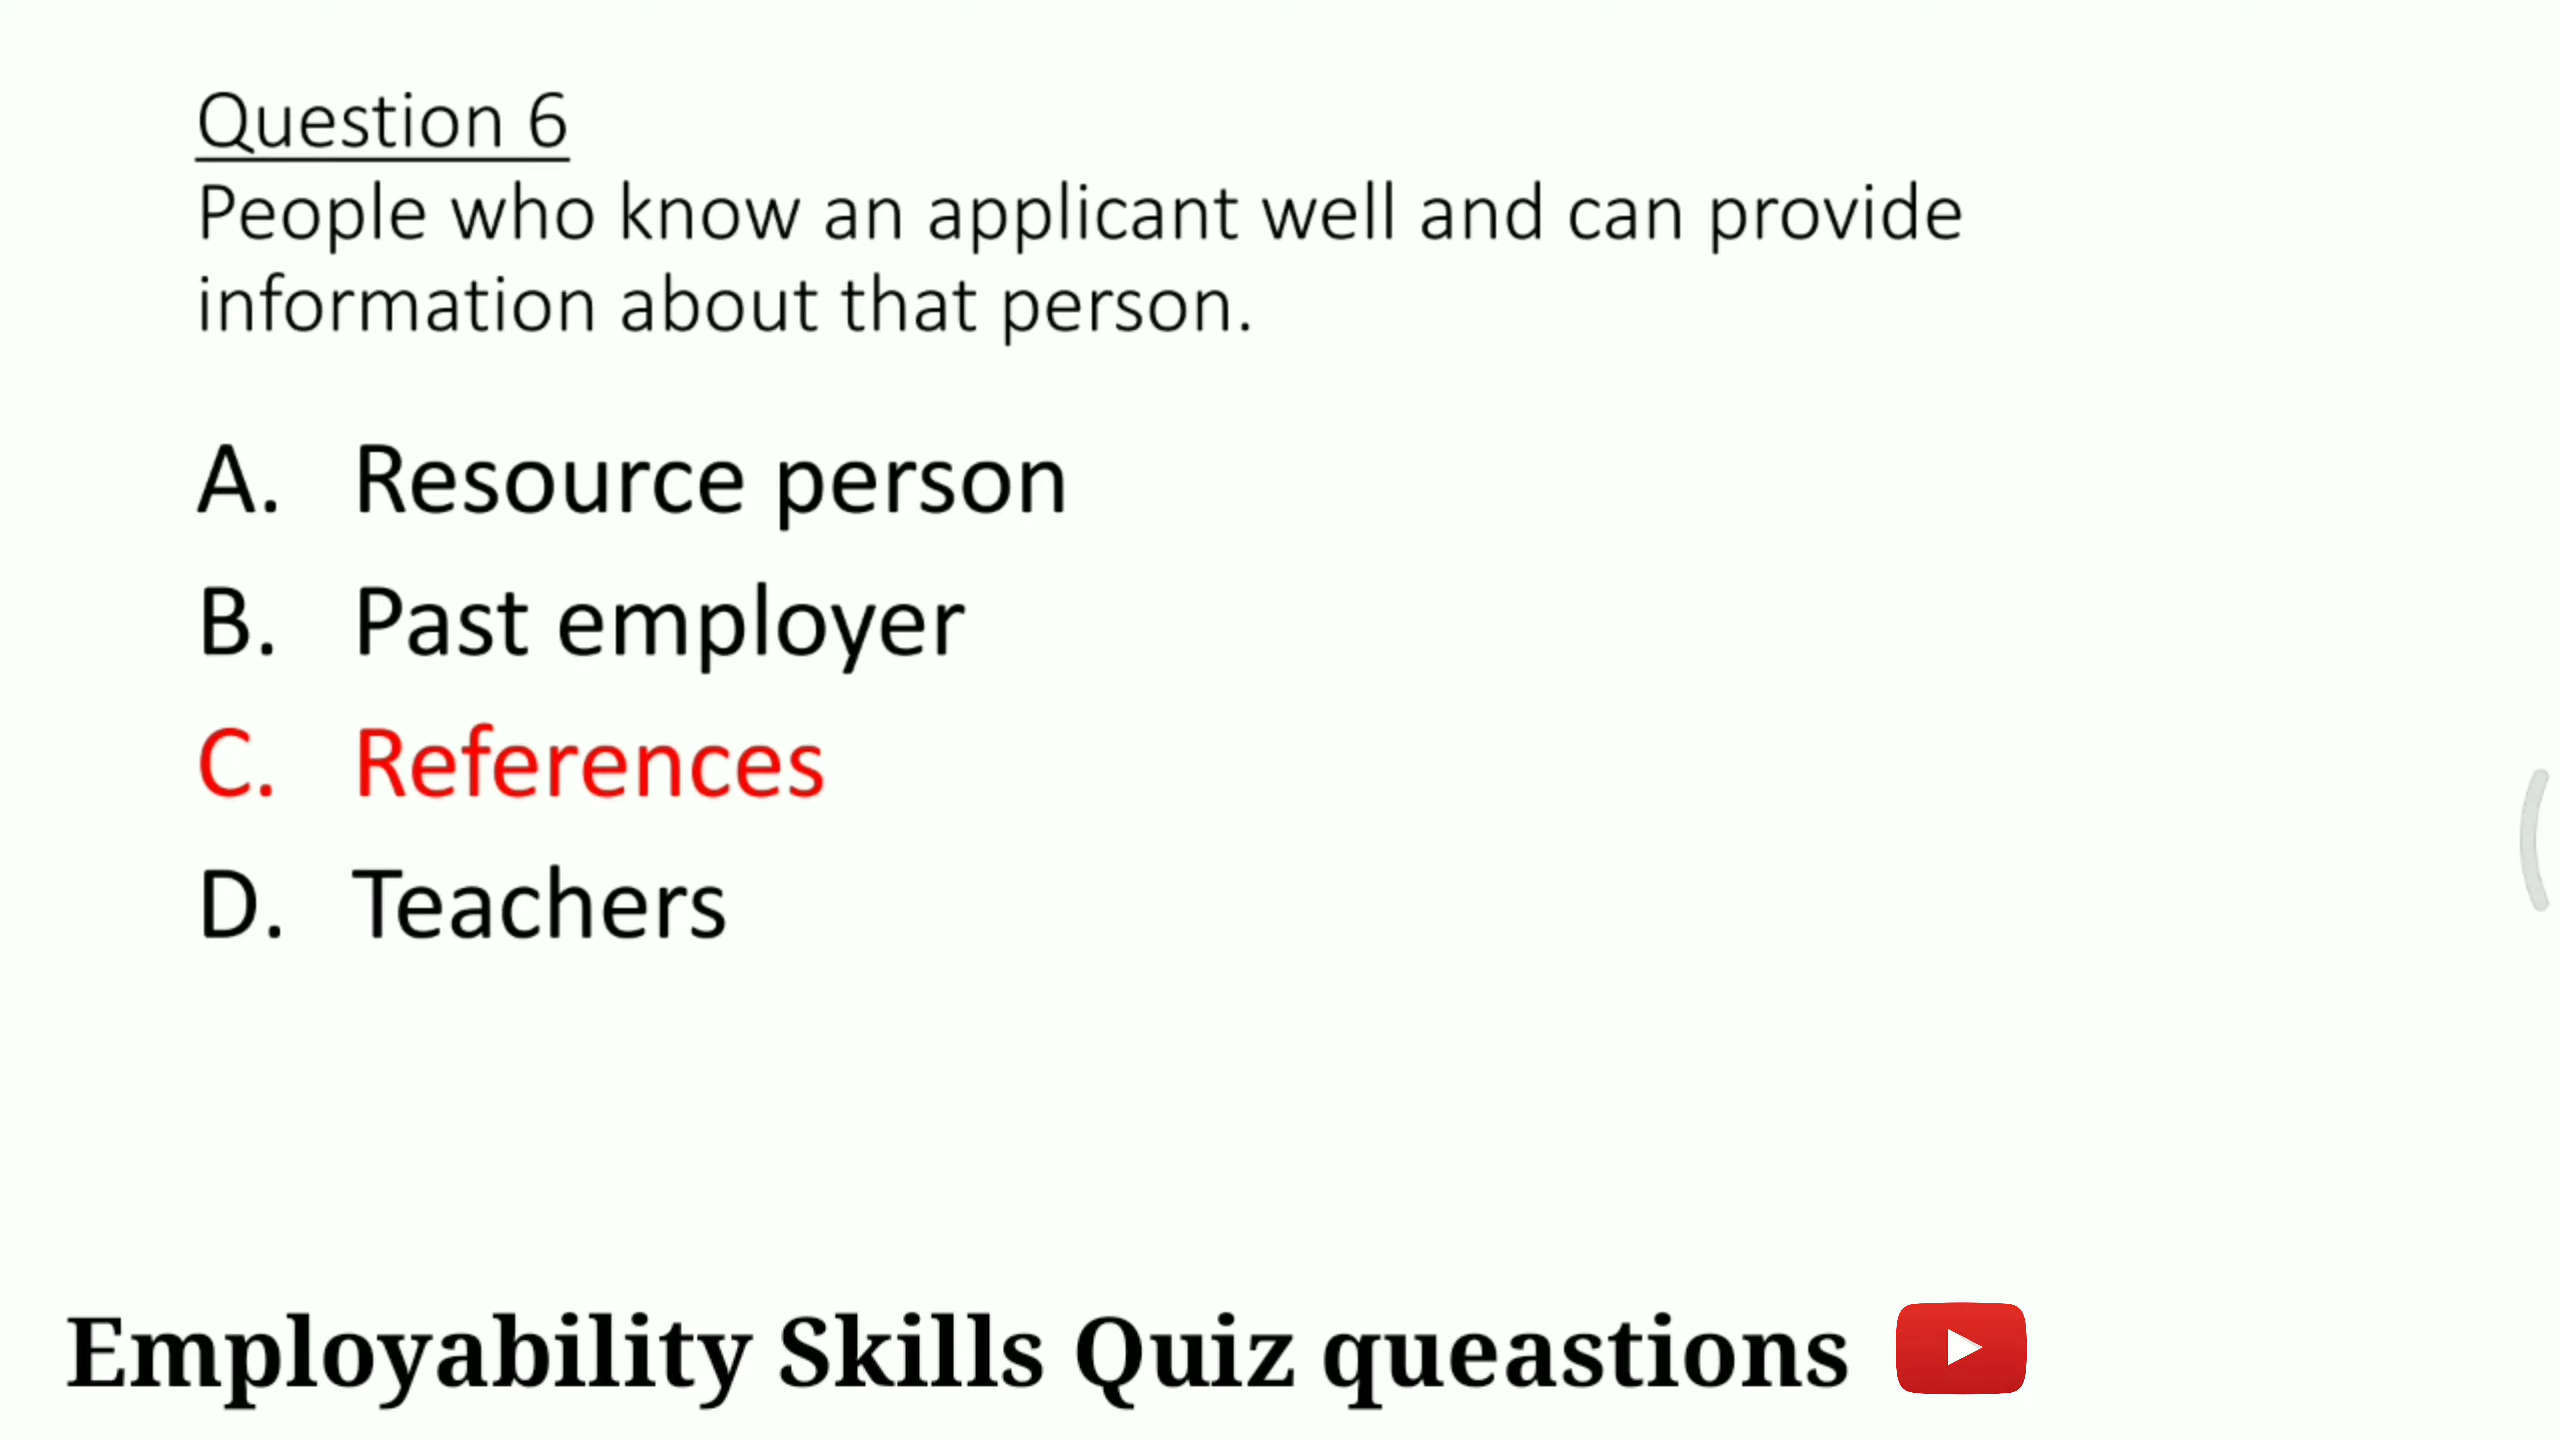 Question 6
People who know an applicant well and can provide
information about that person.
A. Resource person
B. Past employer
C. References
D. Teachers
Employability Skills Quiz queastions